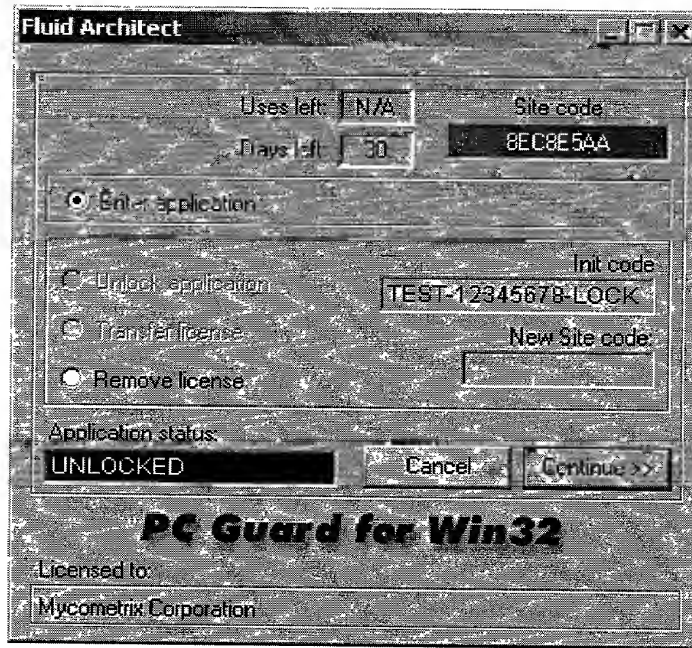 Fluid Architect
Uses left: N/A
Site code
Days left: 30
8EC8E5AA
Enter application
Unlock application
Init code
TEST-12345678-LOCK
Transfer license
New Site code
Remove license
Application status:
UNLOCKED
Cancel
Continue >>
PC Guard for Win32
Licensed to:
Mycometrix Corporation